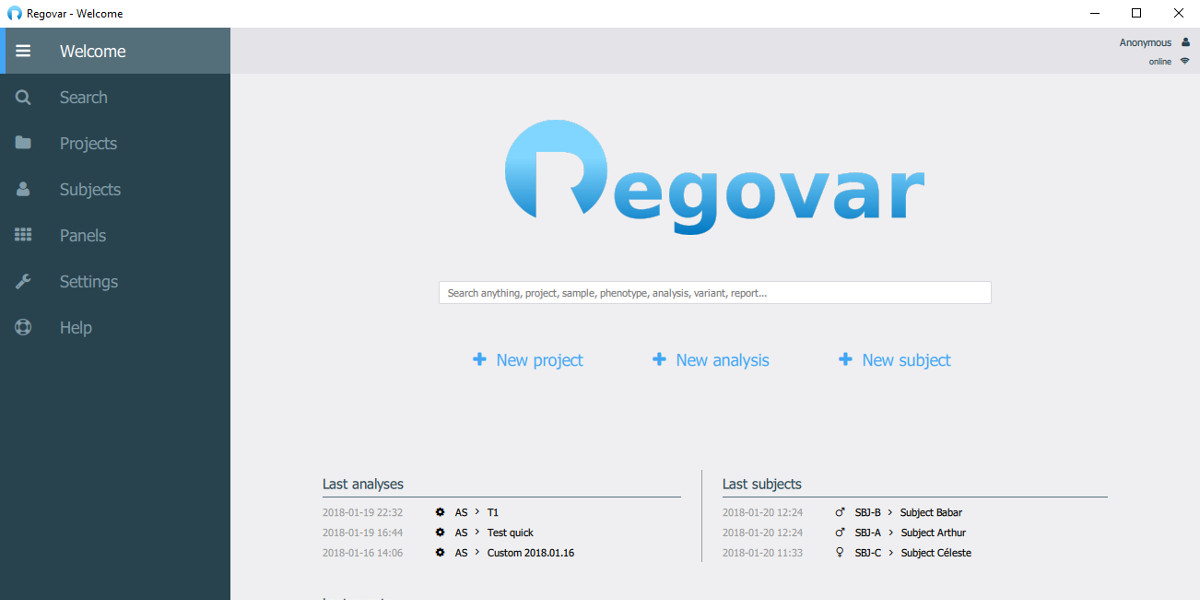 Regovar - Welcome
Welcome
Search
Projects
Subjects
Panels
Settings
Help
Anonymous
online
Regovar
Search anything, project, sample, phenotype, analysis, variant, report...
New project
New analysis
New subject
Last analyses
2018-01-19 22:32 AS > T1
2018-01-19 16:44 AS > Test quick
2018-01-16 14:06 AS > Custom 2018.01.16
Last subjects
2018-01-20 12:24 ♂ SBJ-B > Subject Babar
2018-01-20 12:24 ♂ SBJ-A > Subject Arthur
2018-01-20 11:33 ♀ SBJ-C > Subject Céleste